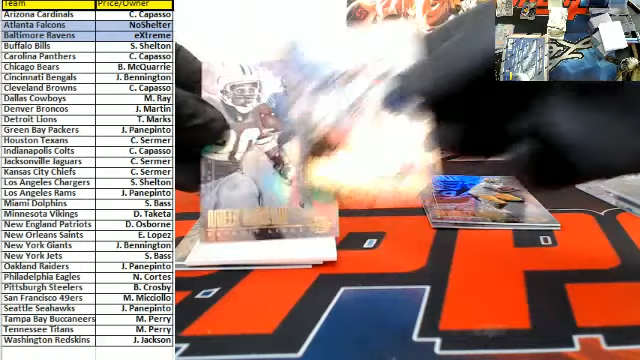 Team Price/Owner
Arizona Cardinals C. Capasso
Atlanta Falcons NoShelter
Baltimore Ravens eXtreme
Buffalo Bills S. Shelton
Carolina Panthers C. Capasso
Chicago Bears B. McQuarrie
Cincinnati Bengals J. Bennington
Cleveland Browns C. Capasso
Dallas Cowboys M. Ray
Denver Broncos J. Martin
Detroit Lions T. Marks
Green Bay Packers J. Panepinto
Houston Texans C. Sermer
Indianapolis Colts C. Capasso
Jacksonville Jaguars C. Sermer
Kansas City Chiefs C. Sermer
Los Angeles Chargers S. Shelton
Los Angeles Rams J. Panepinto
Miami Dolphins S. Bass
Minnesota Vikings D. Taketa
New England Patriots D. Osborne
New Orleans Saints E. Lopez
New York Giants J. Bennington
New York Jets S. Bass
Oakland Raiders J. Panepinto
Philadelphia Eagles N. Cortes
Pittsburgh Steelers B. Crosby
San Francisco 49ers M. Micciollo
Seattle Seahawks J. Panepinto
Tampa Bay Buccaneers M. Perry
Tennessee Titans M. Perry
Washington Redskins J. Jackson